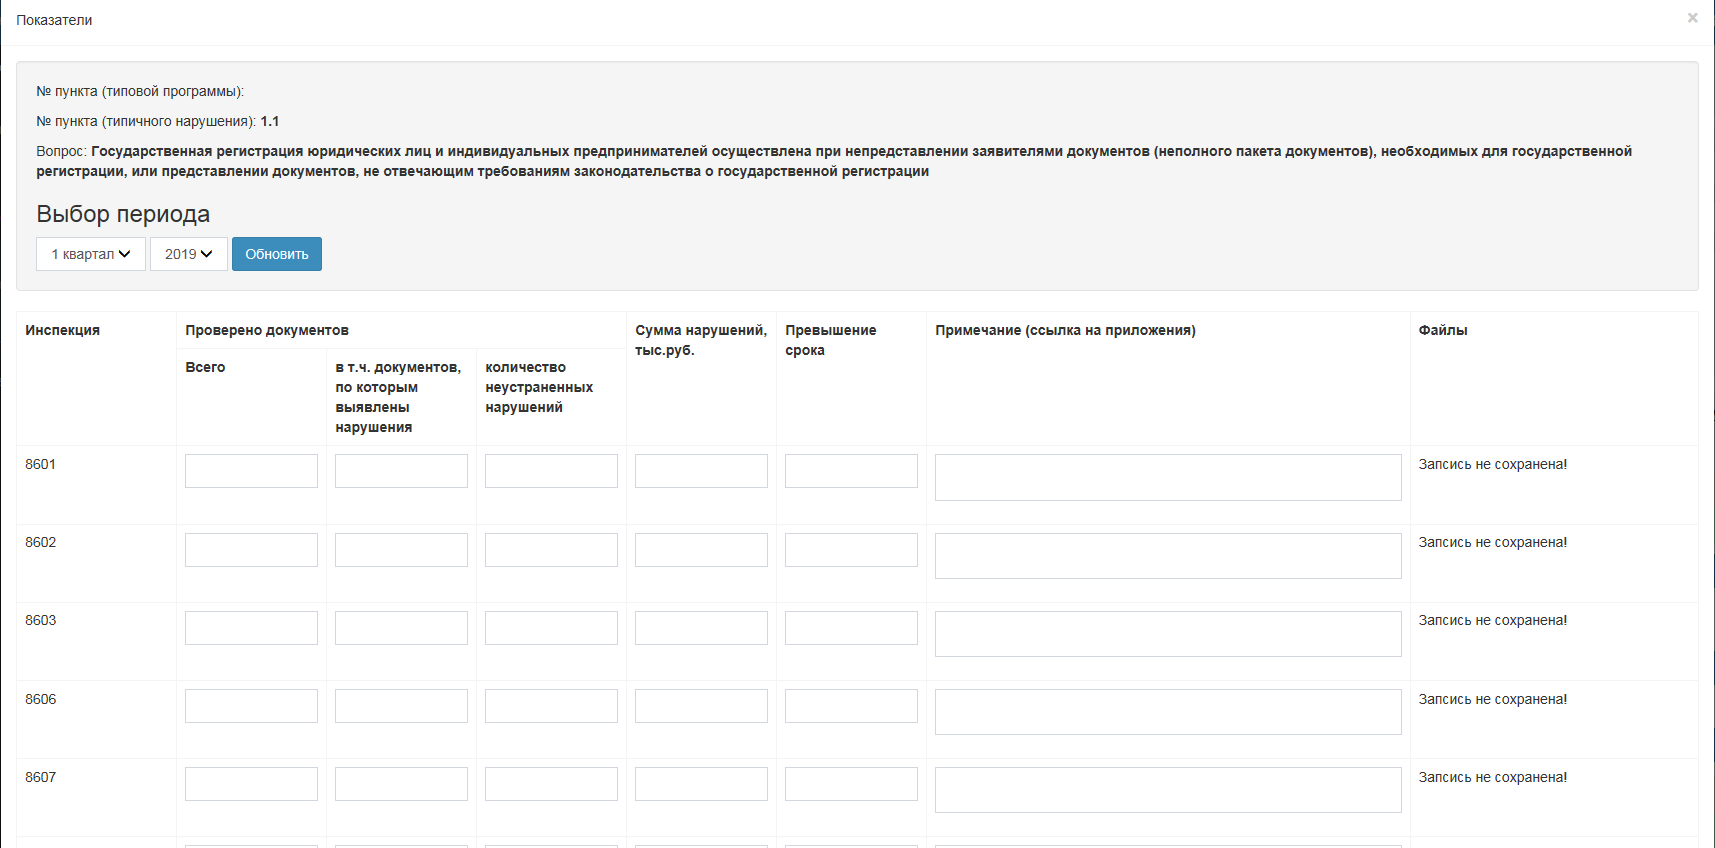 Показатели
×
№ пункта (типовой программы):
№ пункта (типичного нарушения): 1.1
Вопрос: Государственная регистрация юридических лиц и индивидуальных предпринимателей осуществлена при непредставлении заявителями документов (неполного пакета документов), необходимых для государственной
регистрации, или представлении документов, не отвечающим требованиям законодательства о государственной регистрации
Выбор периода
1 квартал 2019 Обновить
Инспекция
Проверено документов
Сумма нарушений,
тыс.руб.
Превышение
срока
Примечание (ссылка на приложения)
Файлы
Всего
в т.ч. документов,
по которым
выявлены
нарушения
количество
неустраненных
нарушений
8601 Запсись не сохранена!
8602 Запсись не сохранена!
8603 Запсись не сохранена!
8606 Запсись не сохранена!
8607 Запсись не сохранена!